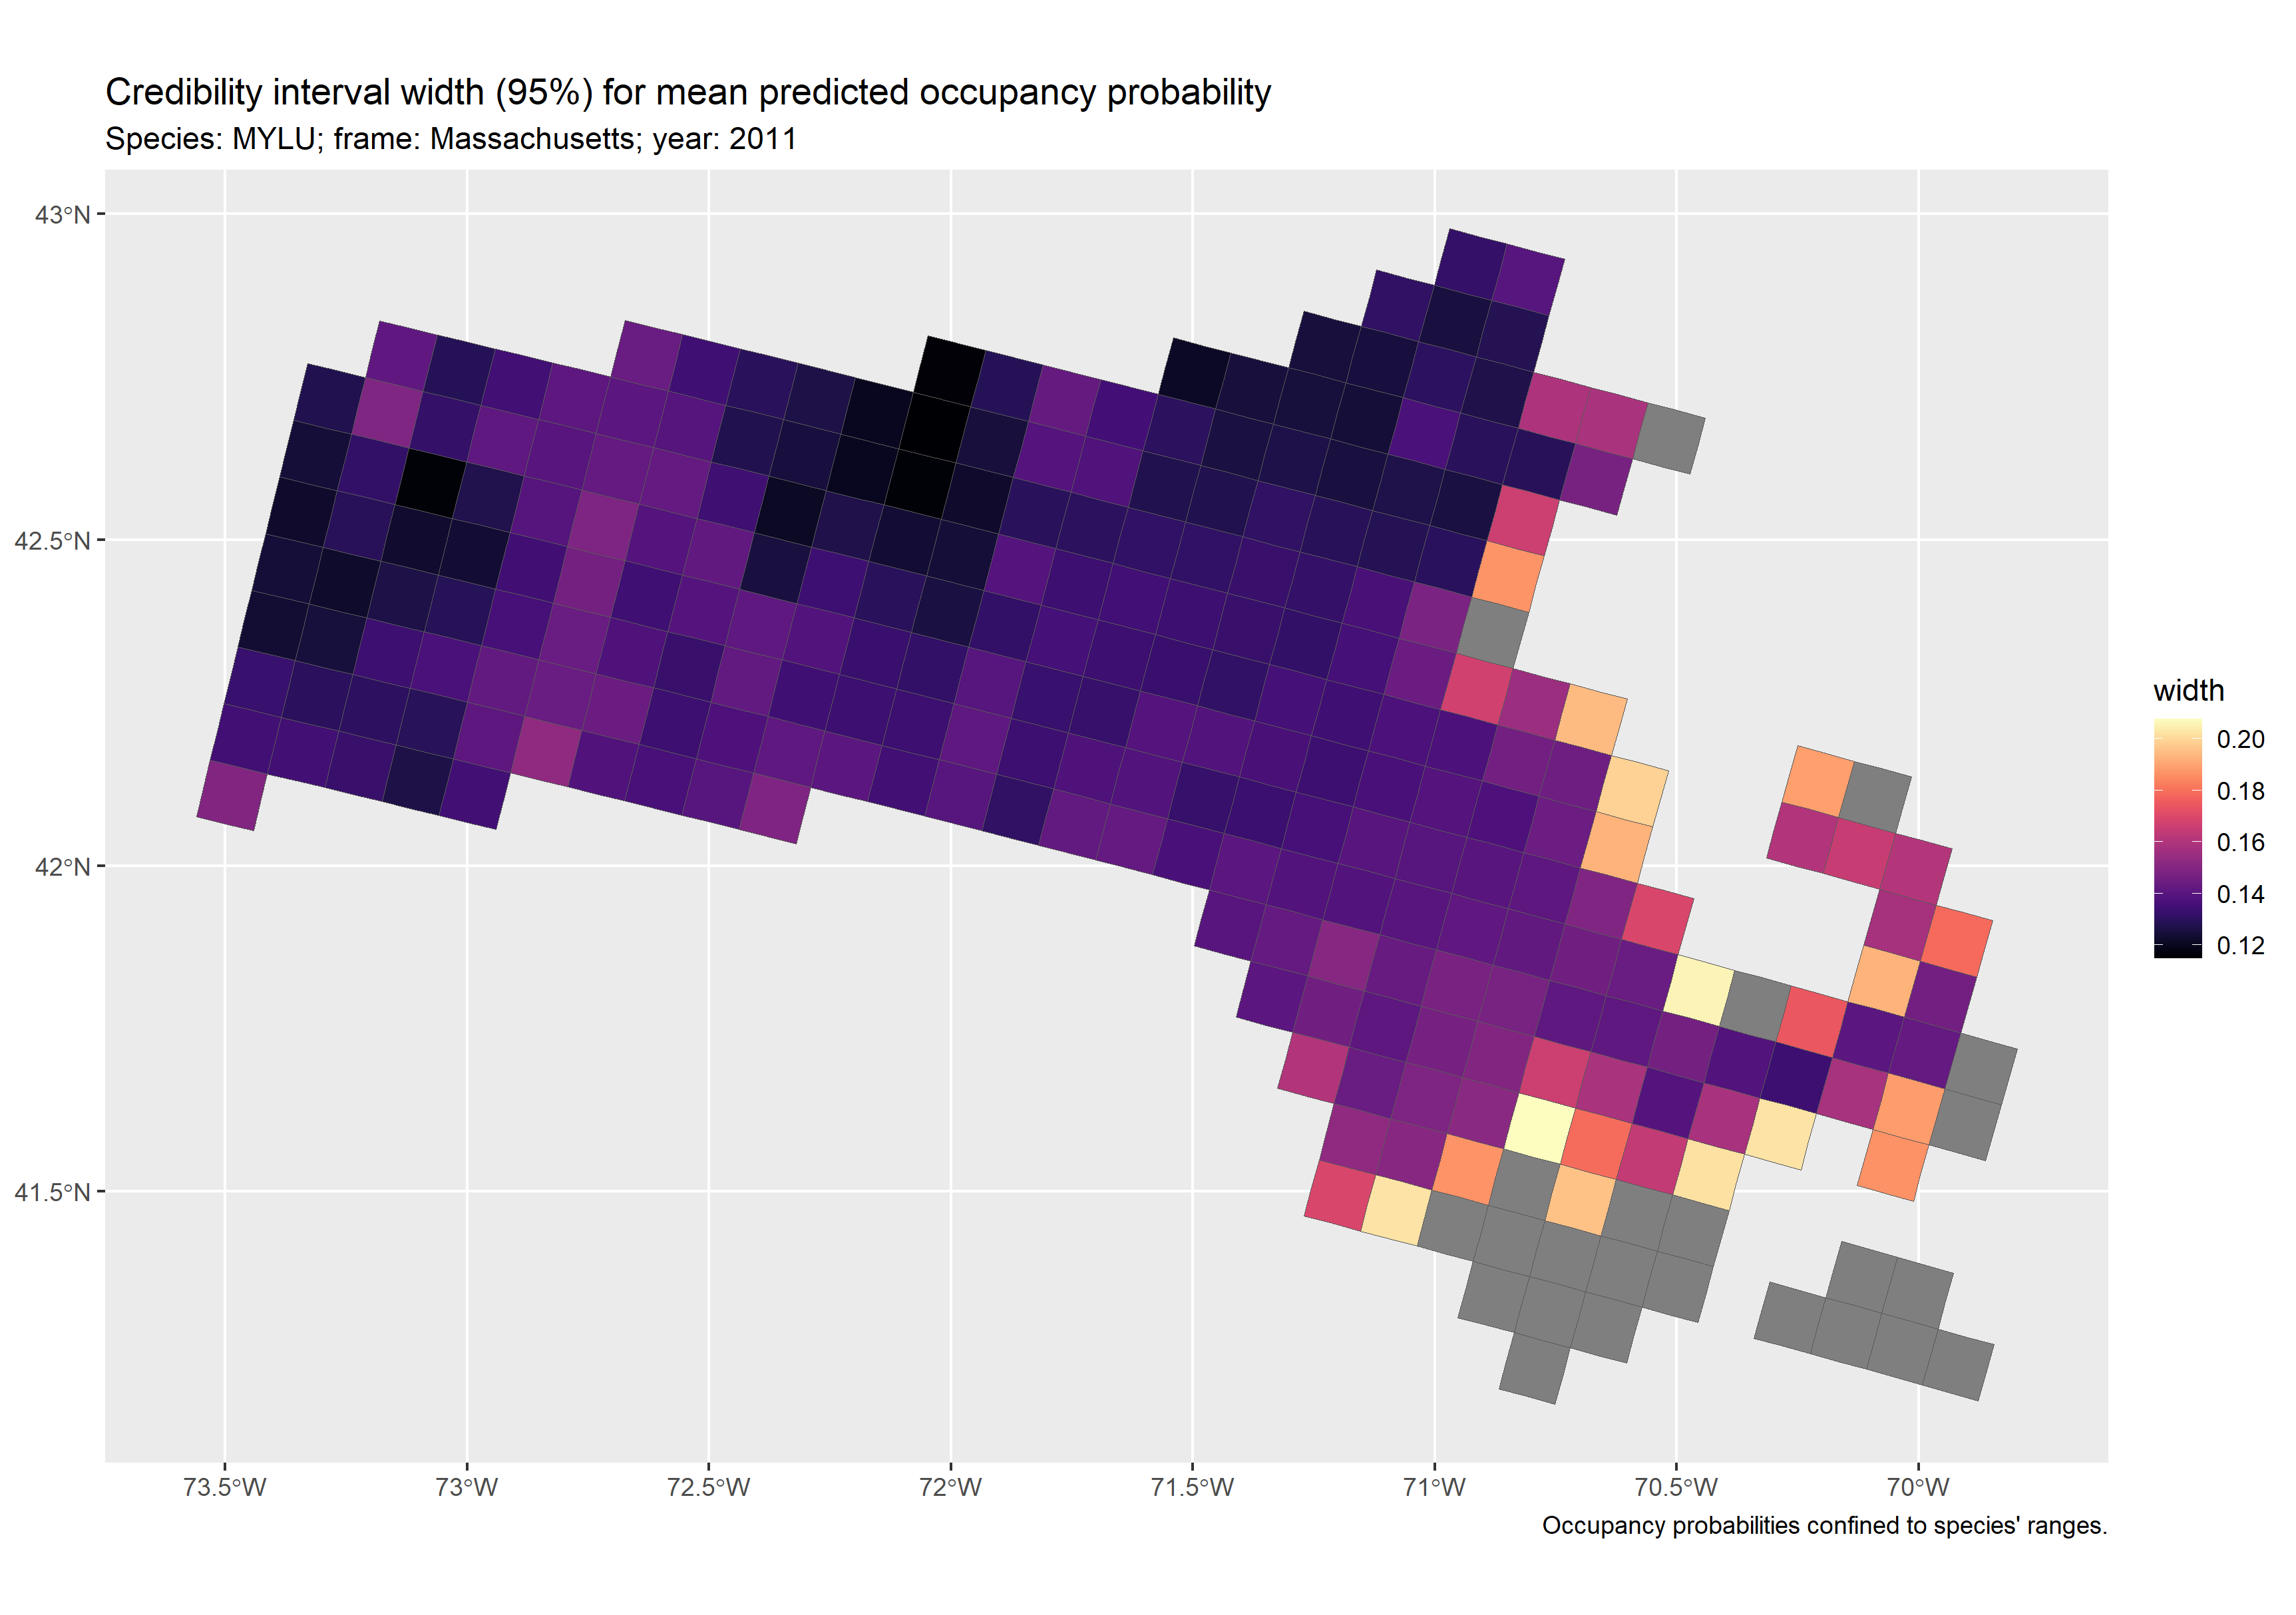 Credibility interval width (95%) for mean predicted occupancy probability
Species: MYLU; frame: Massachusetts; year: 2011
43°N
42.5°N
42°N
41.5°N
73.5°W
73°W
72.5°W
72°W
71.5°W
71°W
70.5°W
70°W
width
0.20
0.18
0.16
0.14
0.12
Occupancy probabilities confined to species' ranges.